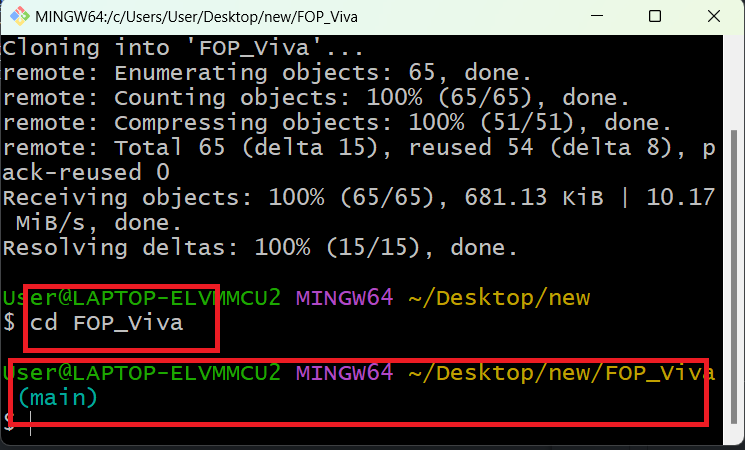 MINGW64:/c/Users/User/Desktop/new/FOP_Viva
Cloning into 'FOP_Viva'...
remote: Enumerating objects: 65, done.
remote: Counting objects: 100% (65/65), done.
remote: Compressing objects: 100% (51/51), done.
remote: Total 65 (delta 15), reused 54 (delta 8), p
ack-reused 0
Receiving objects: 100% (65/65), 681.13 KiB | 10.17
 MiB/s, done.
Resolving deltas: 100% (15/15), done.
User@LAPTOP-ELVMMCU2 MINGW64 ~/Desktop/new
$ cd FOP_Viva
User@LAPTOP-ELVMMCU2 MINGW64 ~/Desktop/new/FOP_Viva
 (main)
$